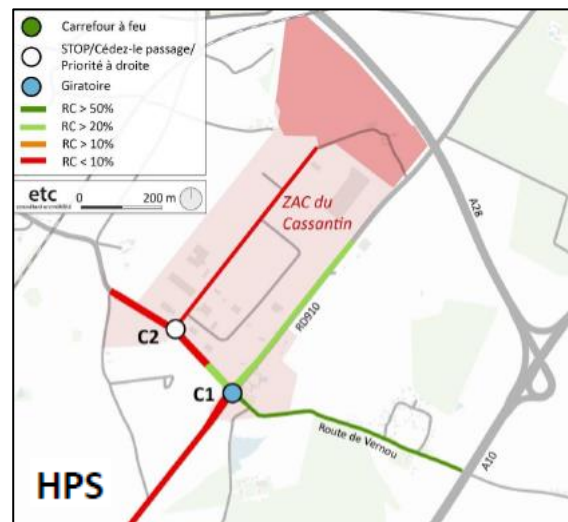 Carrefour à feu
STOP/Cédez-le passage/
Priorité à droite
Giratoire
RC > 50%
RC > 20%
RC > 10%
RC < 10%
etc
0 200 m
ZAC du
Cassantin
A28
RD910
C2
C1
Route de Vernou
A10
HPS